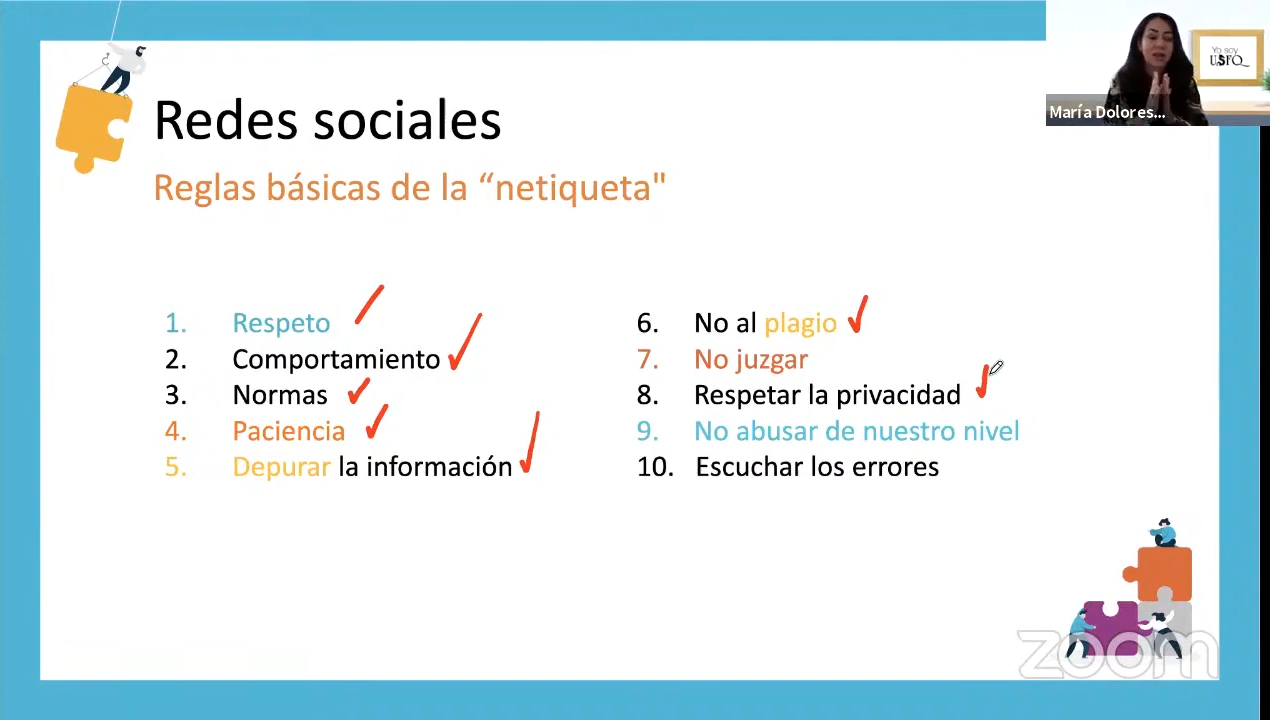 Redes sociales
Reglas básicas de la “netiqueta"
1. Respeto
2. Comportamiento
3. Normas
4. Paciencia
5. Depurar la información
6. No al plagio
7. No juzgar
8. Respetar la privacidad
9. No abusar de nuestro nivel
10. Escuchar los errores
Yo soy
USFQ
María Dolores...
zoom